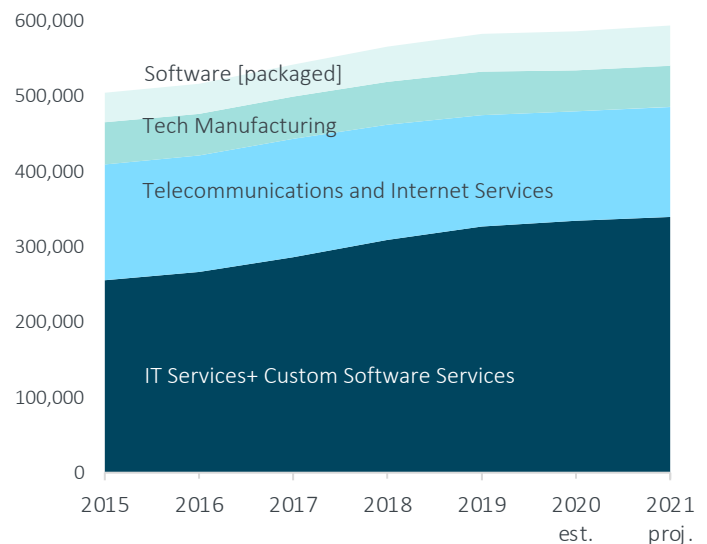 600,000
Software [packaged]
500,000
Tech Manufacturing
400,000
Telecommunications and Internet Services
300,000
200,000
IT Services+ Custom Software Services
100,000
0
2015 2016 2017 2018 2019 2020 2021
est. proj.